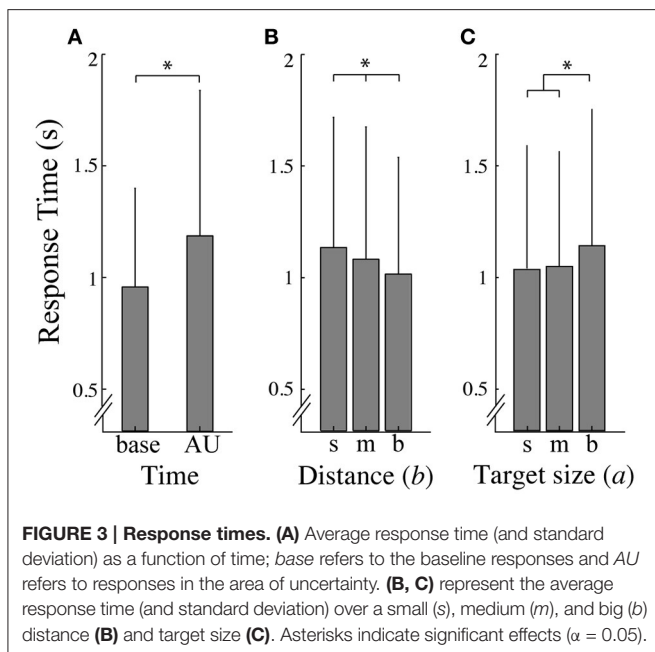 A
B
C
2
2
2
*
*
*
1.5
1.5
1.5
1
1
1
0.5
0.5
0.5
Response Time (s)
base AU
s m b
s m b
Time
Distance (b)
Target size (a)
FIGURE 3 | Response times. (A) Average response time (and standard
deviation) as a function of time; base refers to the baseline responses and AU
refers to responses in the area of uncertainty. (B, C) represent the average
response time (and standard deviation) over a small (s), medium (m), and big (b)
distance (B) and target size (C). Asterisks indicate significant effects (α = 0.05).